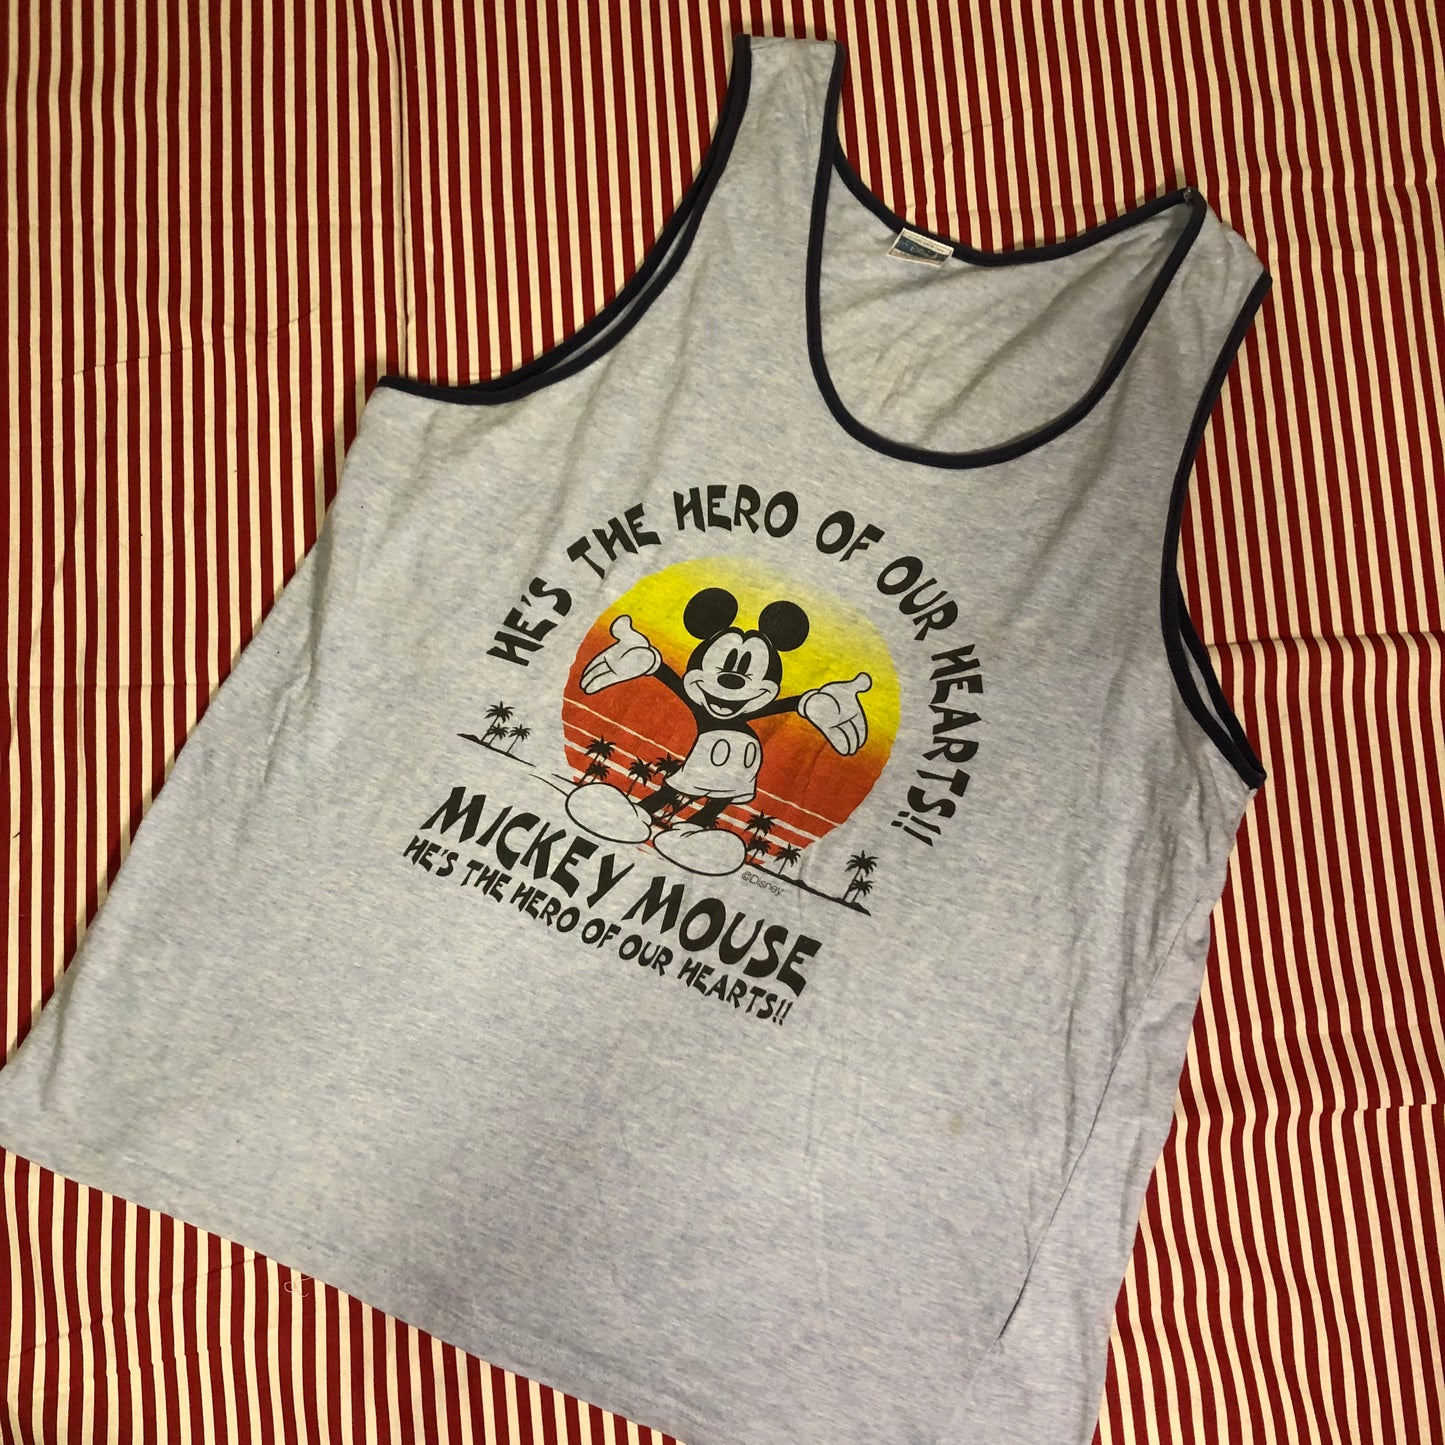 HE'S THE HERO OF OUR HEARTS!!
©Disney
MICKEY MOUSE
HE'S THE HERO OF OUR HEARTS!!